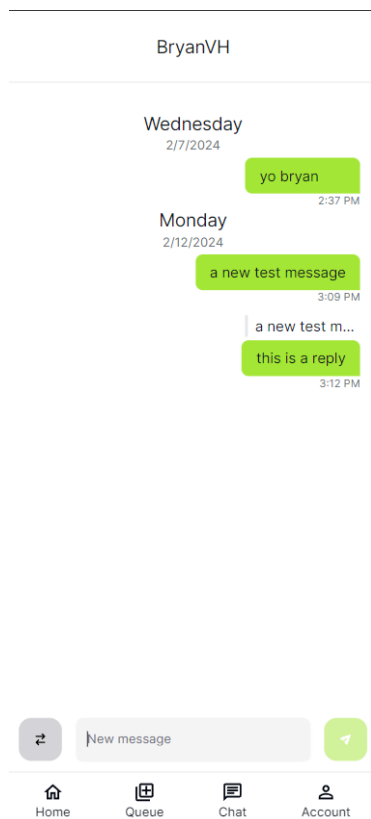 BryanVH
Wednesday
2/7/2024
yo bryan
2:37 PM
Monday
2/12/2024
a new test message
3:09 PM
a new test m...
this is a reply
3:12 PM
New message
Home Queue Chat Account